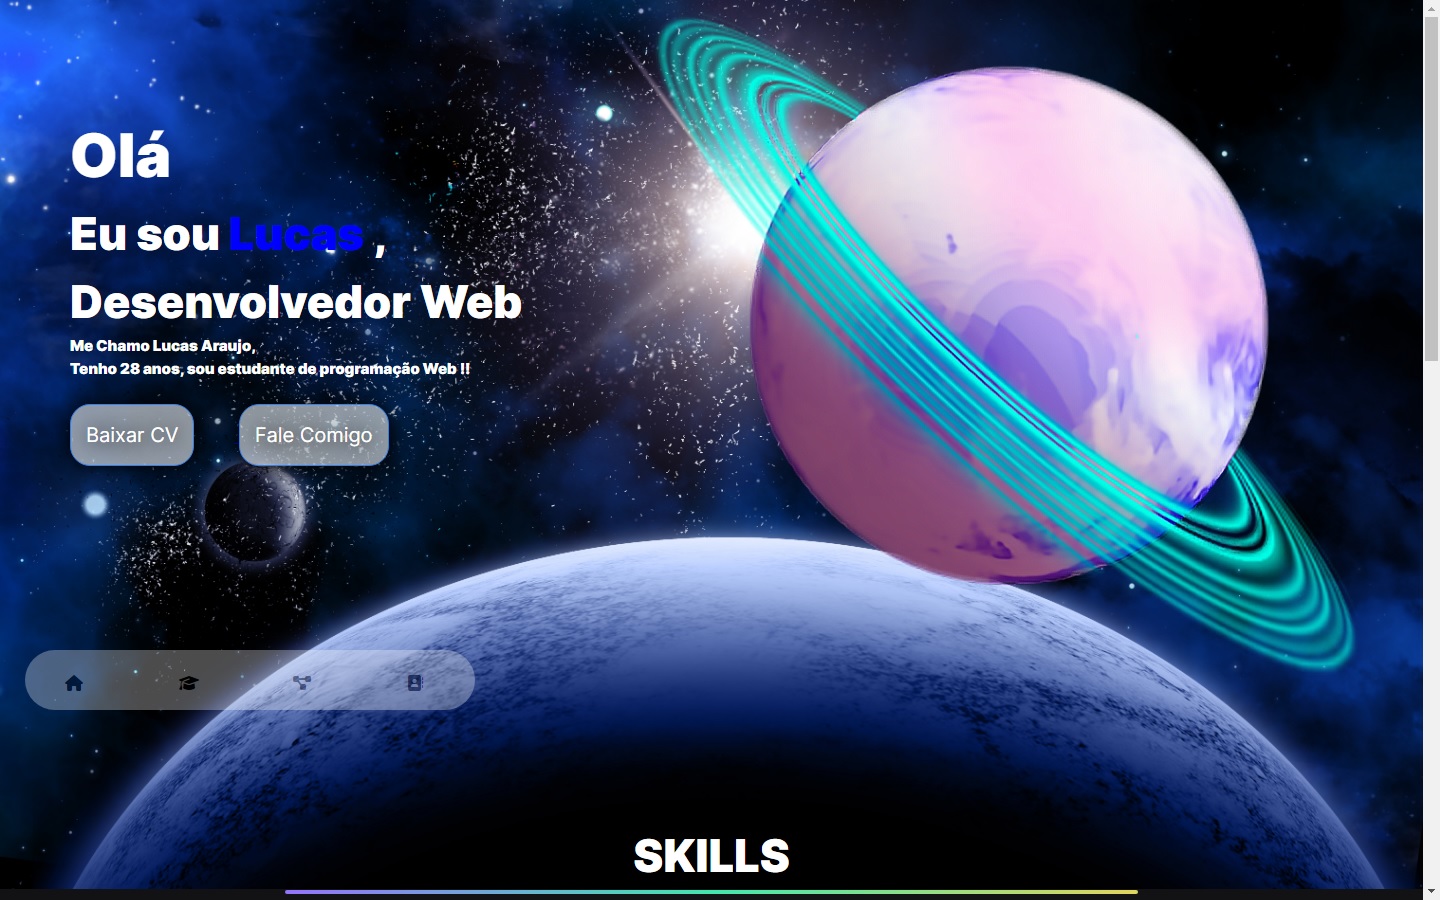 Olá
Eu sou Lucas ,
Desenvolvedor Web
Me Chamo Lucas Araujo,
Tenho 28 anos, sou estudante de programação Web !!
Baixar CV
Fale Comigo
SKILLS